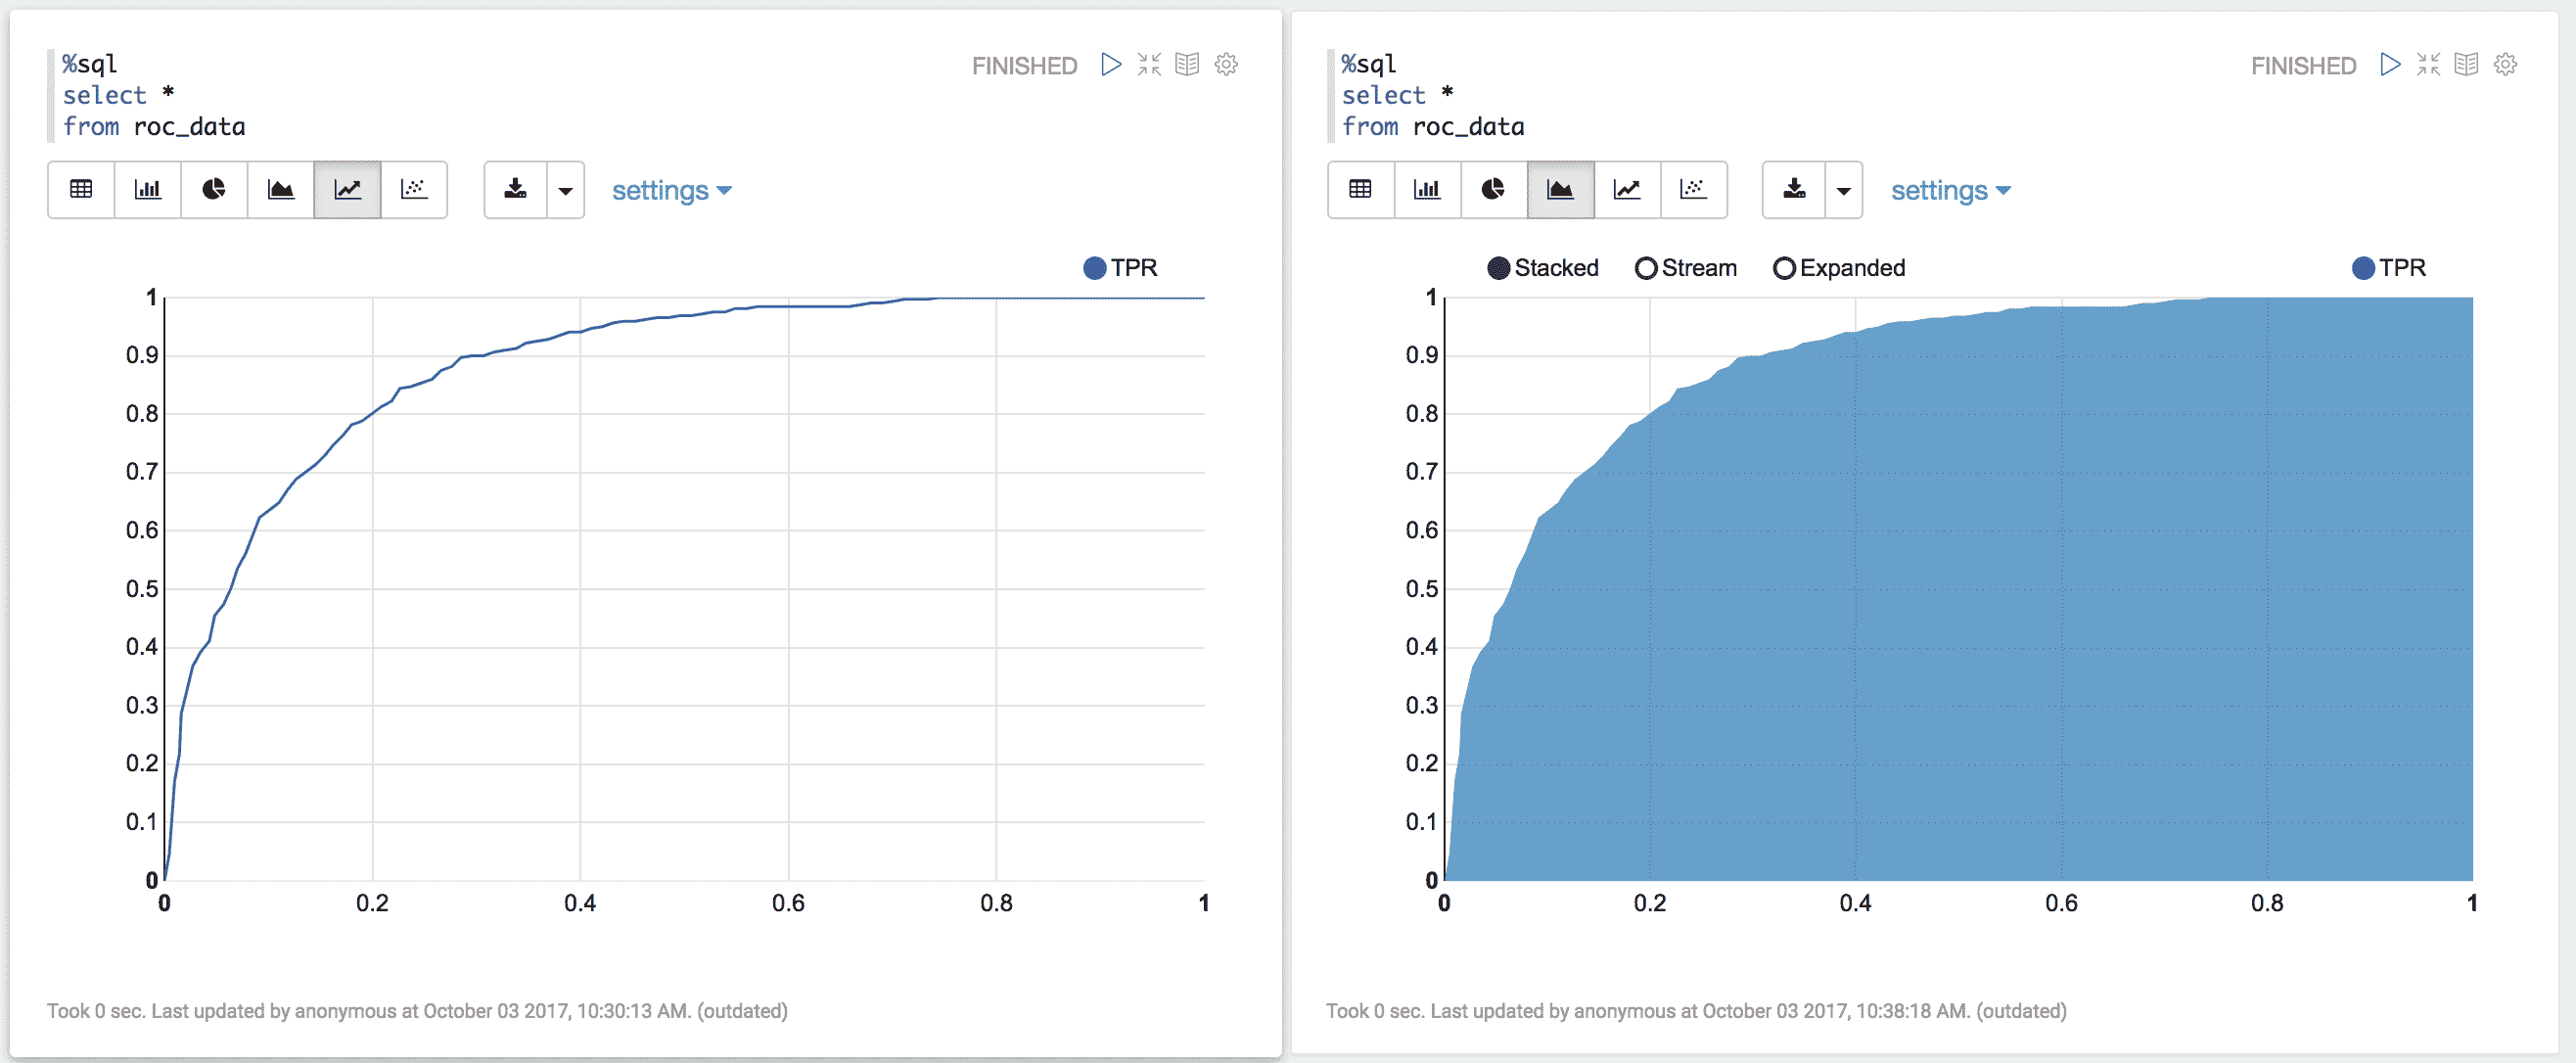 %sql
select *
from roc_data
FINISHED
settings
TPR
1
0.9
0.8
0.7
0.6
0.5
0.4
0.3
0.2
0.1
0
0 0.2 0.4 0.6 0.8 1
Took 0 sec. Last updated by anonymous at October 03 2017, 10:30:13 AM. (outdated)
%sql
select *
from roc_data
FINISHED
settings
Stacked Stream Expanded TPR
1
0.9
0.8
0.7
0.6
0.5
0.4
0.3
0.2
0.1
0
0 0.2 0.4 0.6 0.8 1
Took 0 sec. Last updated by anonymous at October 03 2017, 10:38:18 AM. (outdated)